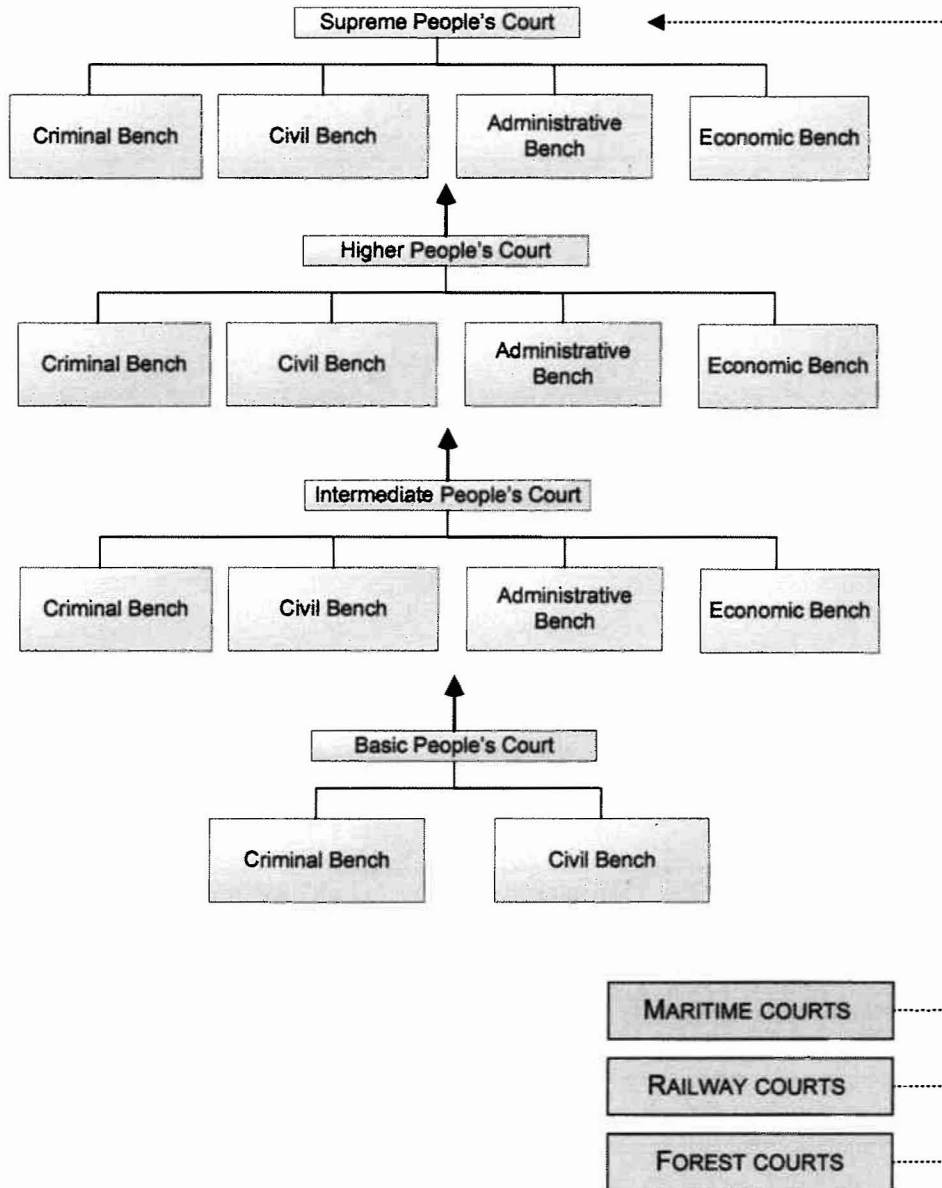 Supreme People's Court
Criminal Bench
Civil Bench
Administrative
Bench
Economic Bench
Higher People's Court
Criminal Bench
Civil Bench
Administrative
Bench
Economic Bench
Intermediate People's Court
Criminal Bench
Civil Bench
Administrative
Bench
Economic Bench
Basic People's Court
Criminal Bench
Civil Bench
MARITIME COURTS
RAILWAY COURTS
FOREST COURTS